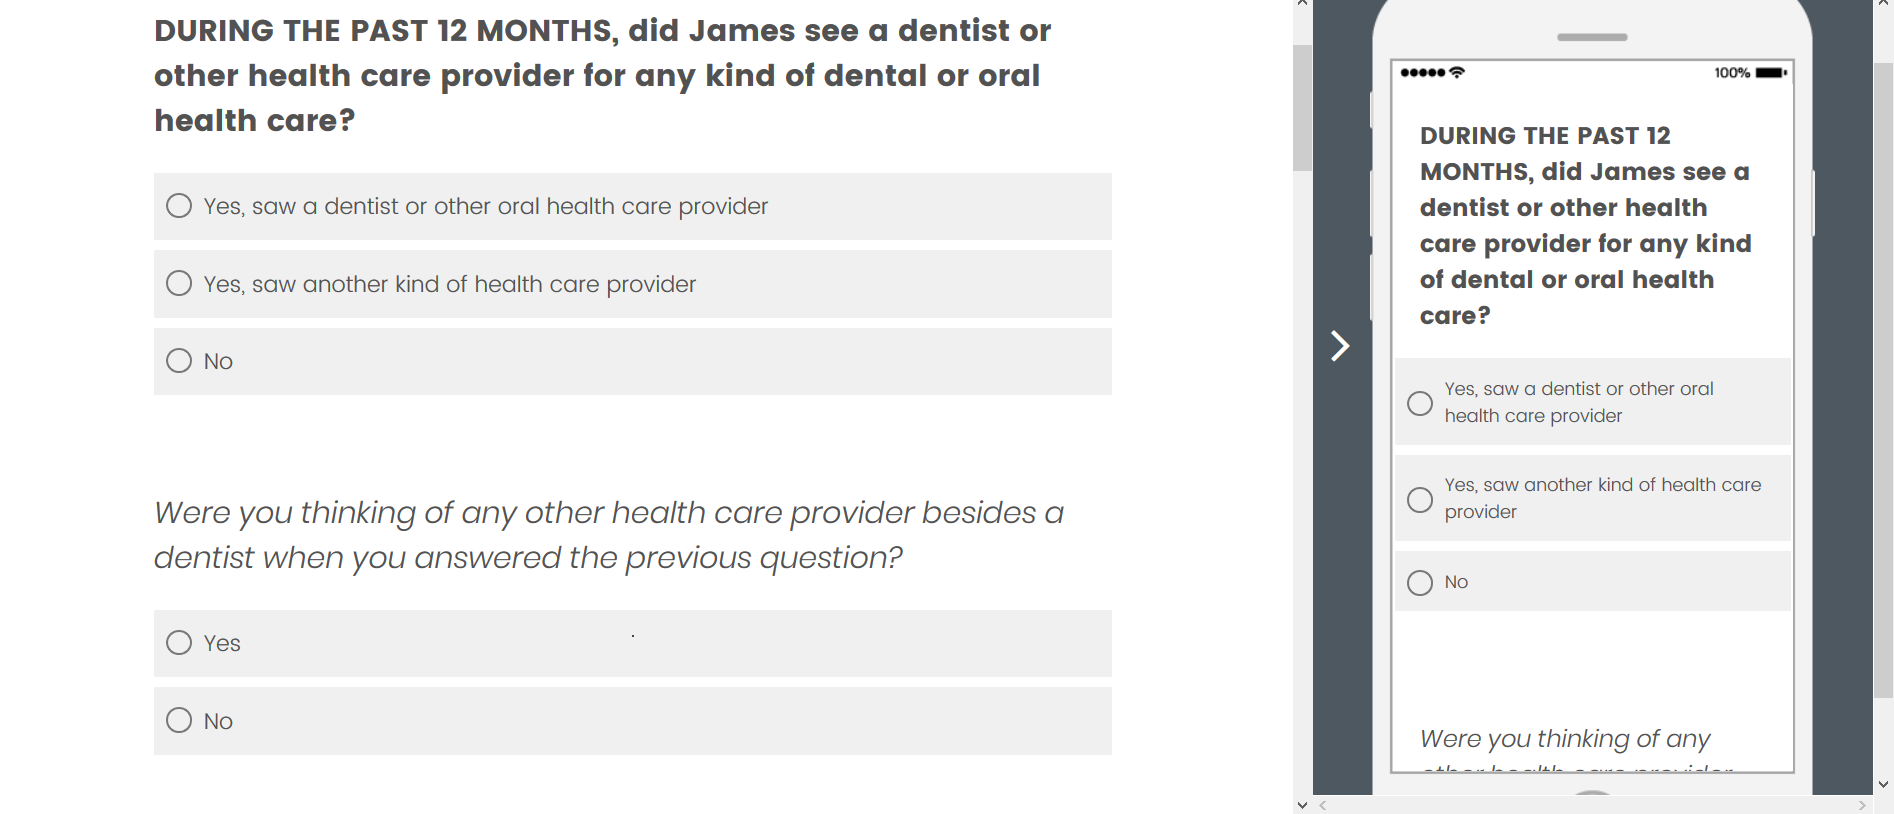 DURING THE PAST 12 MONTHS, did James see a dentist or
other health care provider for any kind of dental or oral
health care?
Yes, saw a dentist or other oral health care provider
Yes, saw another kind of health care provider
No
Were you thinking of any other health care provider besides a
dentist when you answered the previous question?
Yes
No
100%
DURING THE PAST 12
MONTHS, did James see a
dentist or other health
care provider for any kind
of dental or oral health
care?
Yes, saw a dentist or other oral
health care provider
Yes, saw another kind of health care
provider
No
Were you thinking of any
other health care provider